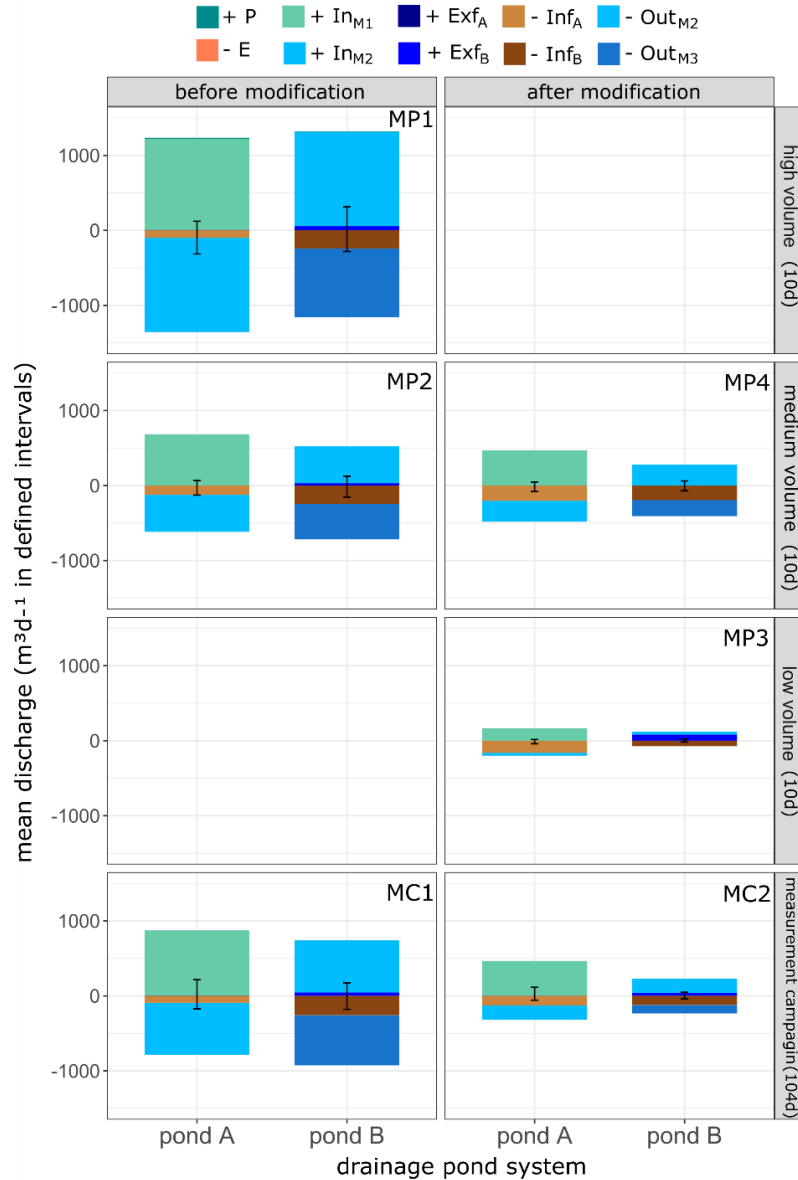 + P + InM1 + ExfA - InfA - OutM2
- E + InM2 + ExfB - InfB - OutM3
before modification after modification
MP1
1000
0
-1000
high volume (10d)
MP2 MP4
1000
0
-1000
medium volume (10d)
MP3
1000
0
-1000
low volume (10d)
MC1 MC2
1000
0
-1000
measurement campagin(104d)
mean discharge (m³d-¹ in defined intervals)
pond A pond B pond A pond B
drainage pond system